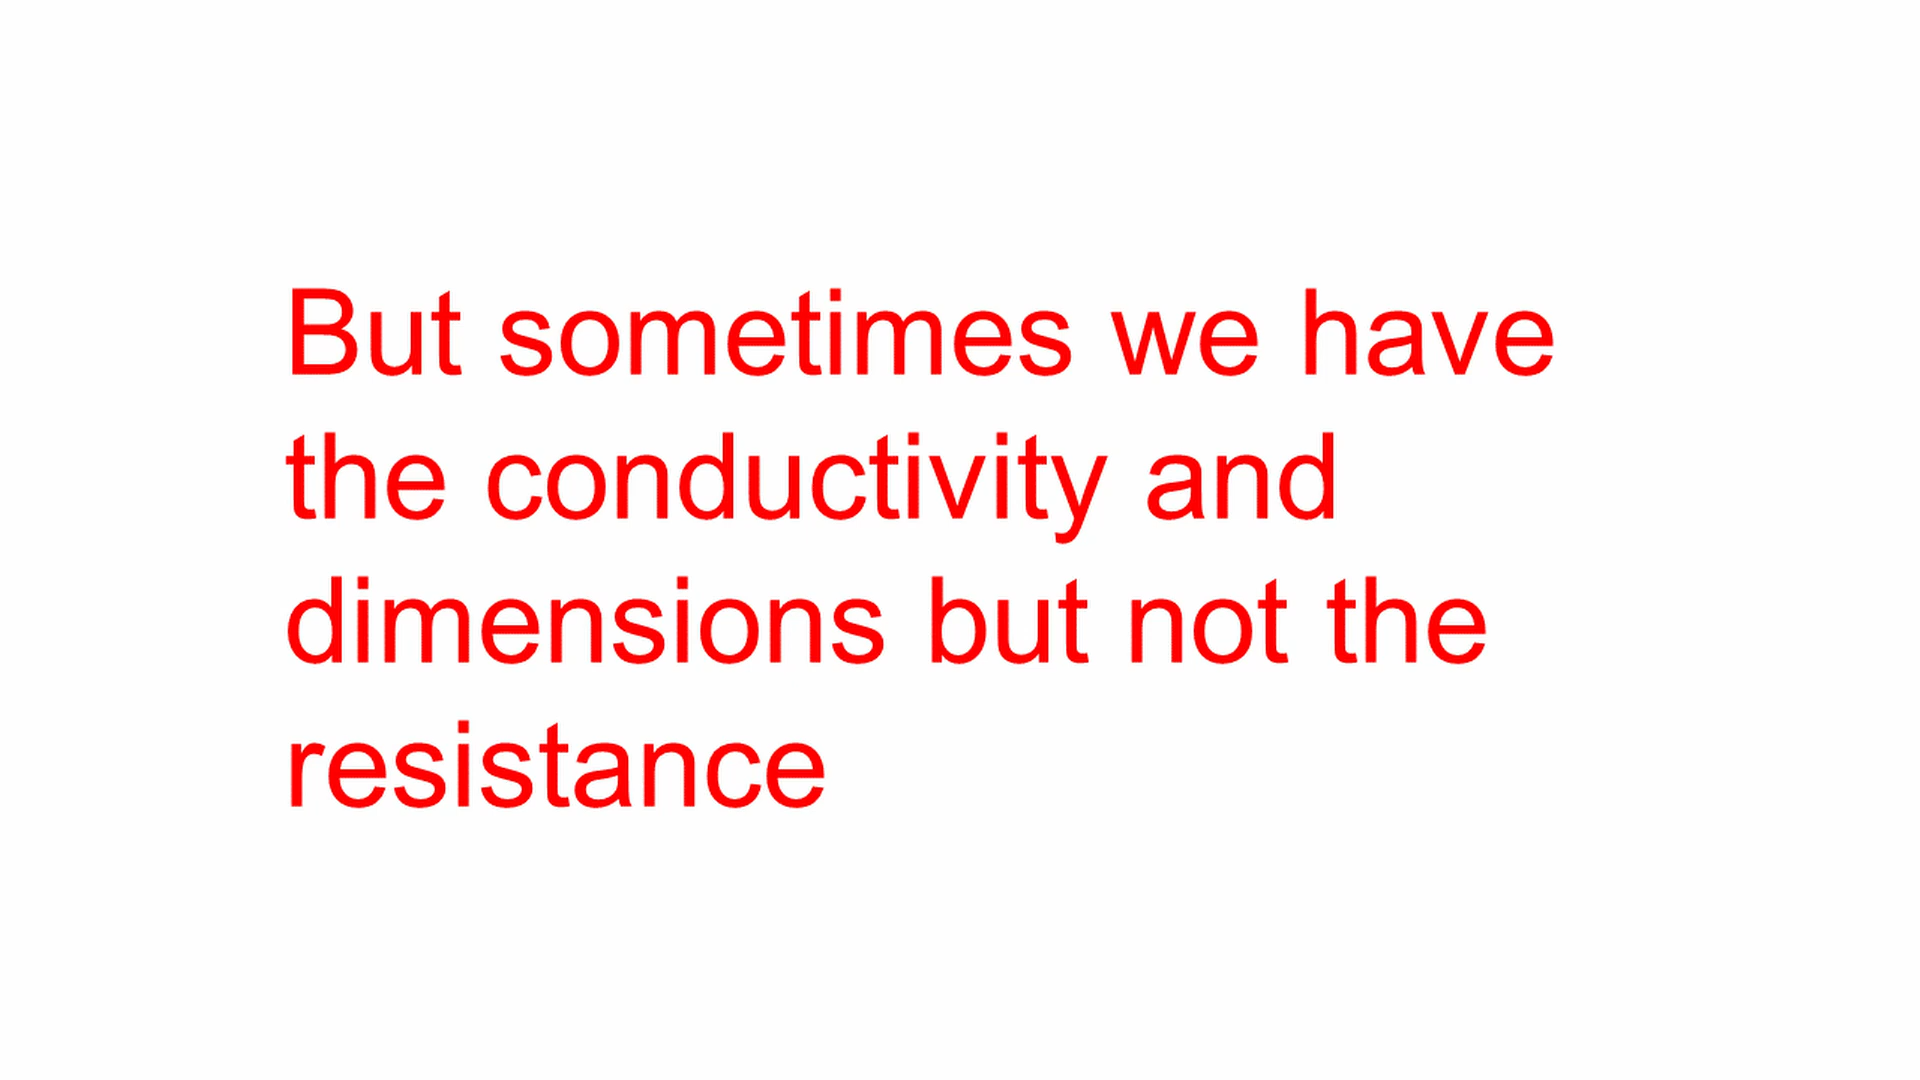 But sometimes we have
the conductivity and
dimensions but not the
resistance